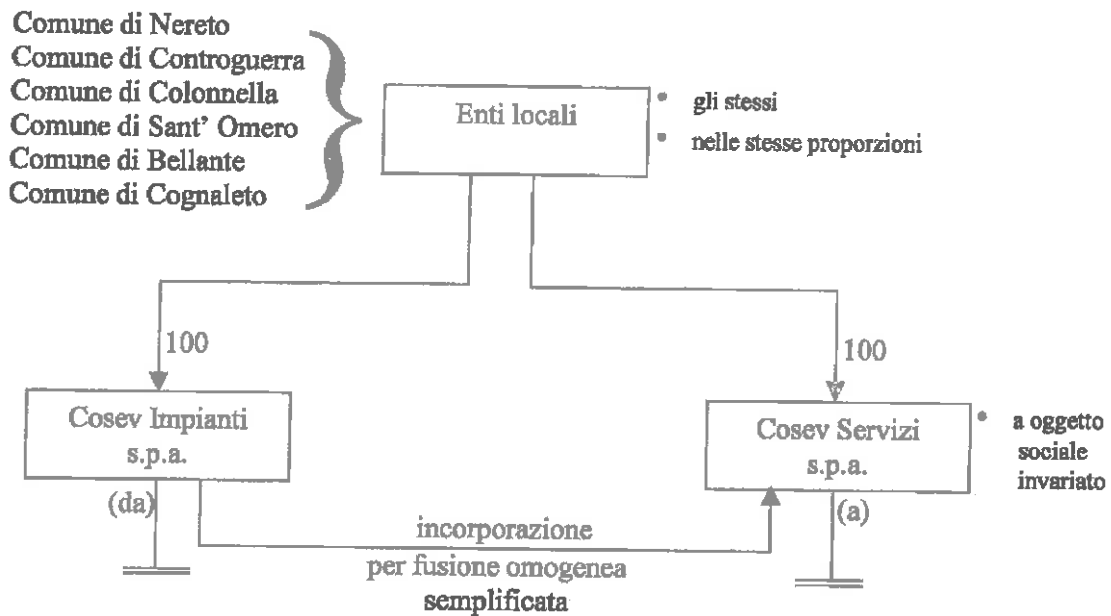 Comune di Nereto
Comune di Controguerra
Comune di Colonnella
Comune di Sant' Omero
Comune di Bellante
Comune di Cognaleto
Enti locali
• gli stessi
• nelle stesse proporzioni
100
100
Cosev Impianti
s.p.a.
Cosev Servizi
s.p.a.
• a oggetto
sociale
invariato
(da)
(a)
incorporazione
per fusione omogenea
semplificata